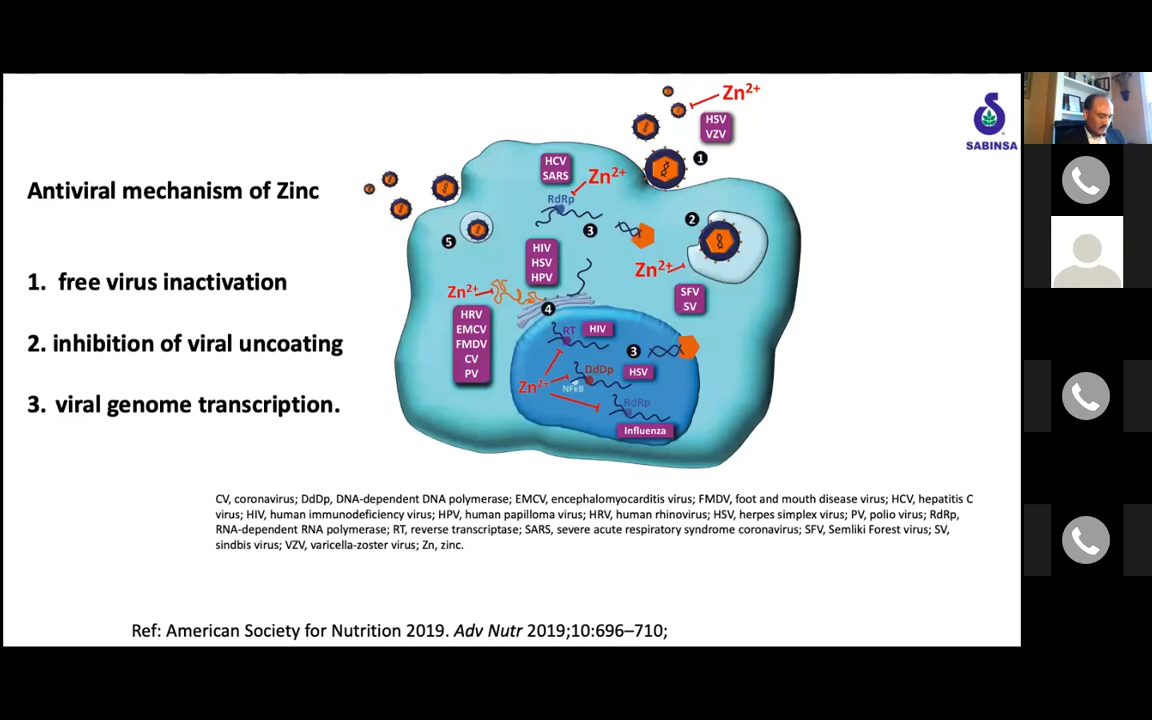 Zn2+
HSV
VZV
1
SABINSA
HCV
SARS
Zn2+
RdRp
Antiviral mechanism of Zinc
2
3
5
HIV
HSV
HPV
Zn2+
1. free virus inactivation
Zn2+
SFV
SV
4
HRV
EMCV
FMDV
CV
PV
RT
HIV
2. inhibition of viral uncoating
3
DdDp
HSV
Zn2+
NFκB
3. viral genome transcription.
RdRp
Influenza
CV, coronavirus; DdDp, DNA-dependent DNA polymerase; EMCV, encephalomyocarditis virus; FMDV, foot and mouth disease virus; HCV, hepatitis C
virus; HIV, human immunodeficiency virus; HPV, human papilloma virus; HRV, human rhinovirus; HSV, herpes simplex virus; PV, polio virus; RdRp,
RNA-dependent RNA polymerase; RT, reverse transcriptase; SARS, severe acute respiratory syndrome coronavirus; SFV, Semliki Forest virus; SV,
sindbis virus; VZV, varicella-zoster virus; Zn, zinc.
Ref: American Society for Nutrition 2019. Adv Nutr 2019;10:696–710;